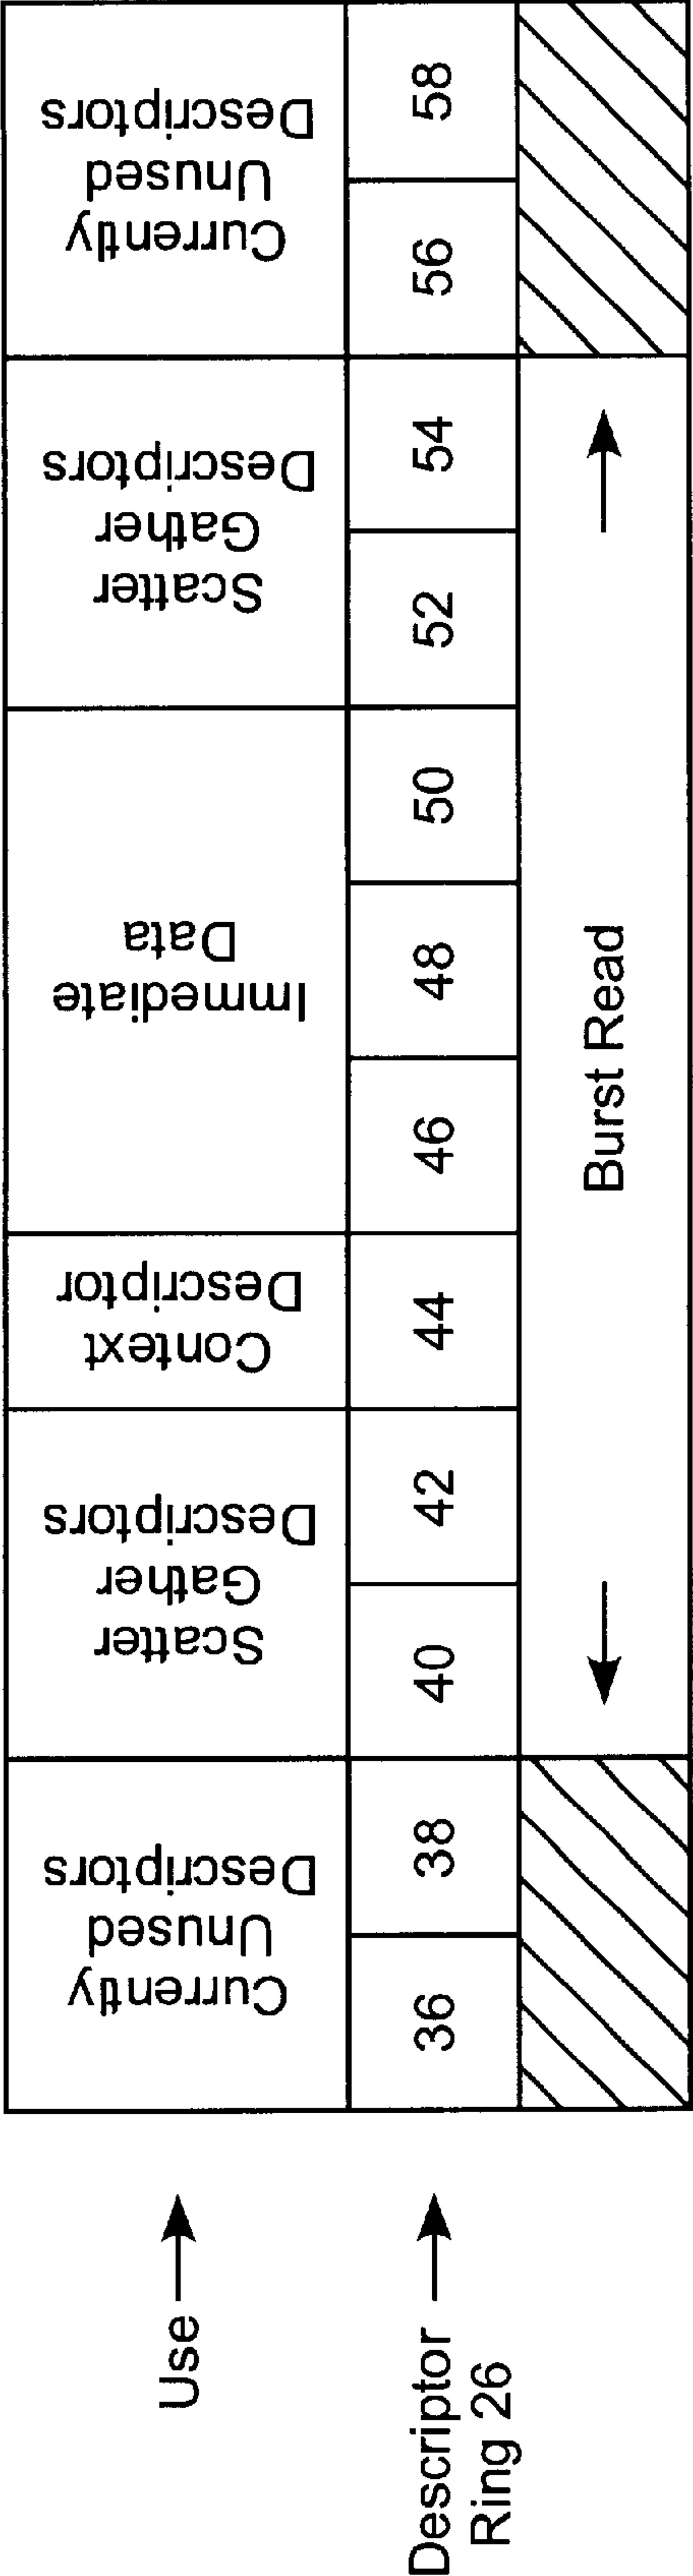 Use
Currently
Unused
Descriptors
Scatter
Gather
Descriptors
Context
Descriptor
Immediate
Data
Scatter
Gather
Descriptors
Currently
Unused
Descriptors
Descriptor
Ring 26
36
38
40
42
44
46
48
50
52
54
56
58
Burst Read